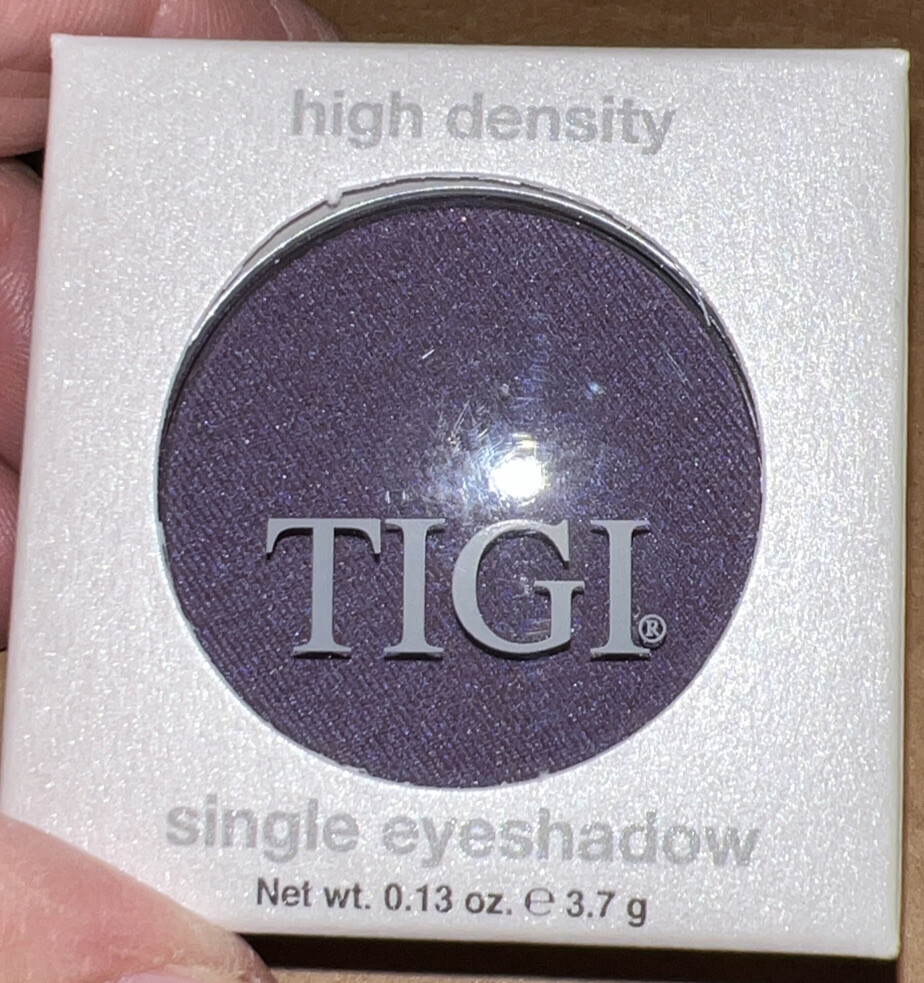 high density
TIGI®
single eyeshadow
Net wt. 0.13 oz. ℮ 3.7 g